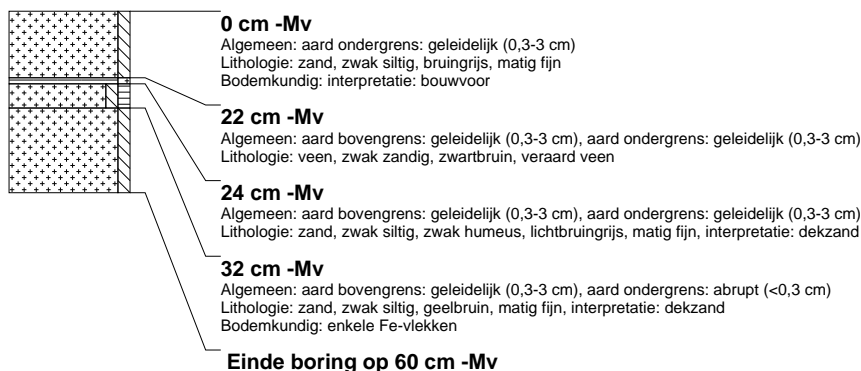 0 cm -Mv
Algemeen: aard ondergrens: geleidelijk (0,3-3 cm)
Lithologie: zand, zwak siltig, bruingrijs, matig fijn
Bodemkundig: interpretatie: bouwvoor
22 cm -Mv
Algemeen: aard bovengrens: geleidelijk (0,3-3 cm), aard ondergrens: geleidelijk (0,3-3 cm)
Lithologie: veen, zwak zandig, zwartbruin, veraard veen
24 cm -Mv
Algemeen: aard bovengrens: geleidelijk (0,3-3 cm), aard ondergrens: geleidelijk (0,3-3 cm)
Lithologie: zand, zwak siltig, zwak humeus, lichtbruingrijs, matig fijn, interpretatie: dekzand
32 cm -Mv
Algemeen: aard bovengrens: geleidelijk (0,3-3 cm), aard ondergrens: abrupt (<0,3 cm)
Lithologie: zand, zwak siltig, geelbruin, matig fijn, interpretatie: dekzand
Bodemkundig: enkele Fe-vlekken
Einde boring op 60 cm -Mv